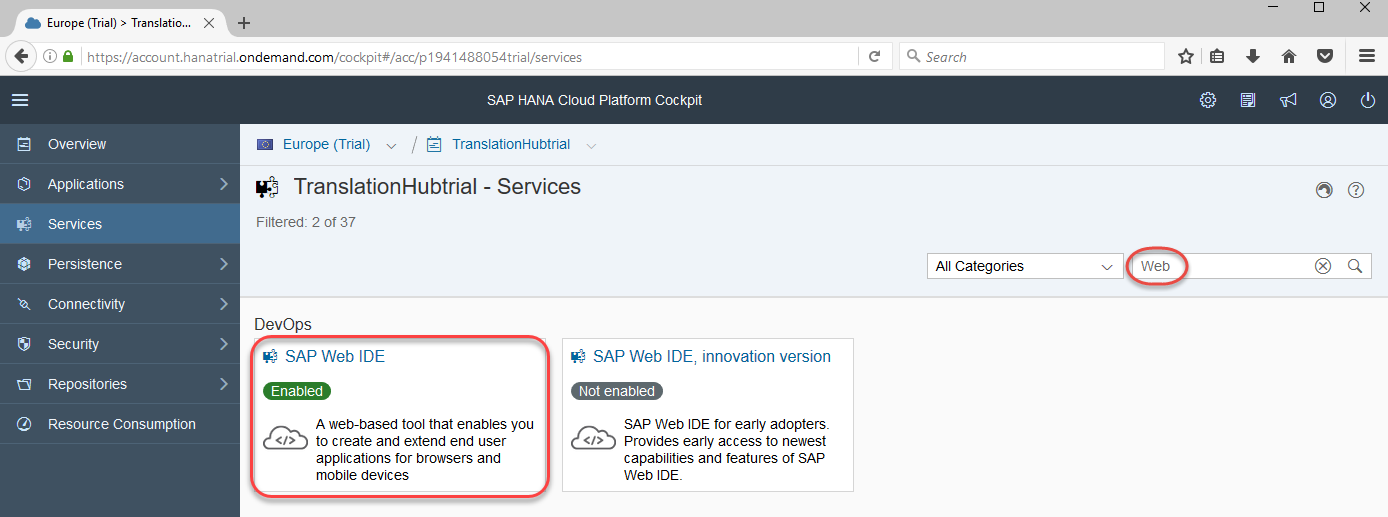 Europe (Trial) > Translatio...
https://account.hanatrial.ondemand.com/cockpit#/acc/p1941488054trial/services
Search
SAP HANA Cloud Platform Cockpit
Overview
Applications
Services
Persistence
Connectivity
Security
Repositories
Resource Consumption
Europe (Trial) / TranslationHubtrial
TranslationHubtrial - Services
Filtered: 2 of 37
All Categories
Web
DevOps
SAP Web IDE
Enabled
A web-based tool that enables you
to create and extend end user
applications for browsers and
mobile devices
SAP Web IDE, innovation version
Not enabled
SAP Web IDE for early adopters.
Provides early access to newest
capabilities and features of SAP
Web IDE.